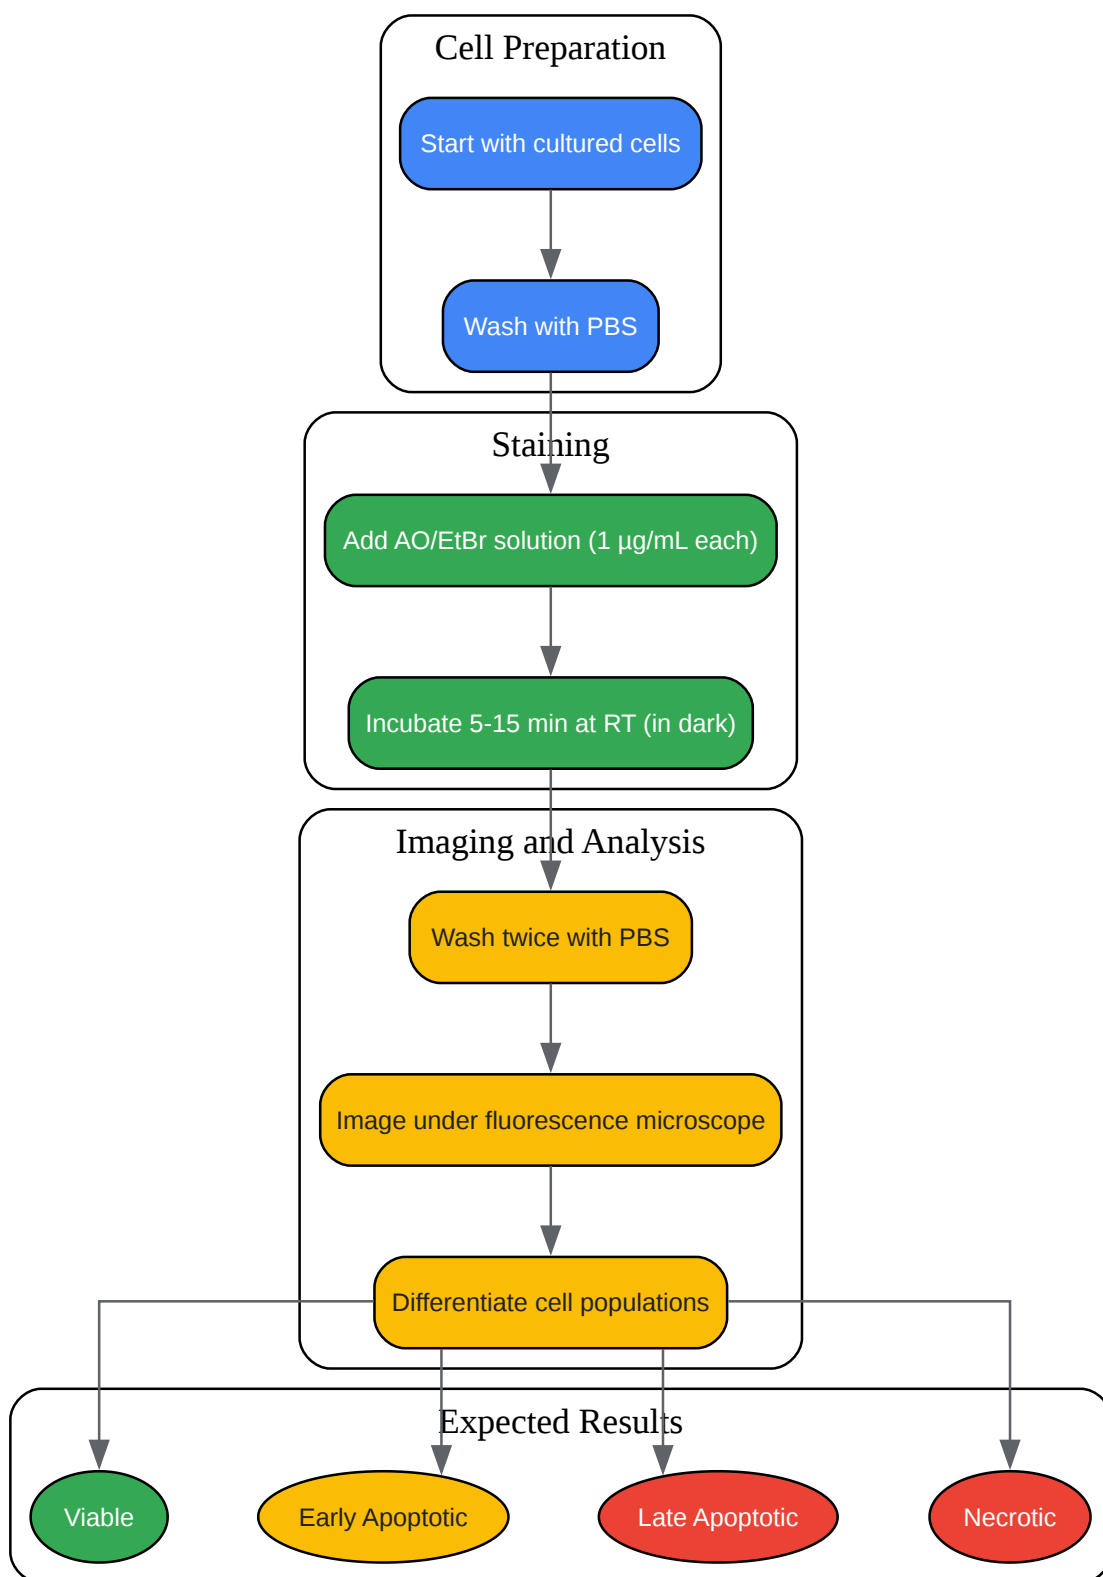 Cell Preparation
Start with cultured cells
Wash with PBS
Staining
Add AO/EtBr solution (1 µg/mL each)
Incubate 5-15 min at RT (in dark)
Imaging and Analysis
Wash twice with PBS
Image under fluorescence microscope
Differentiate cell populations
Expected Results
Viable
Early Apoptotic
Late Apoptotic
Necrotic